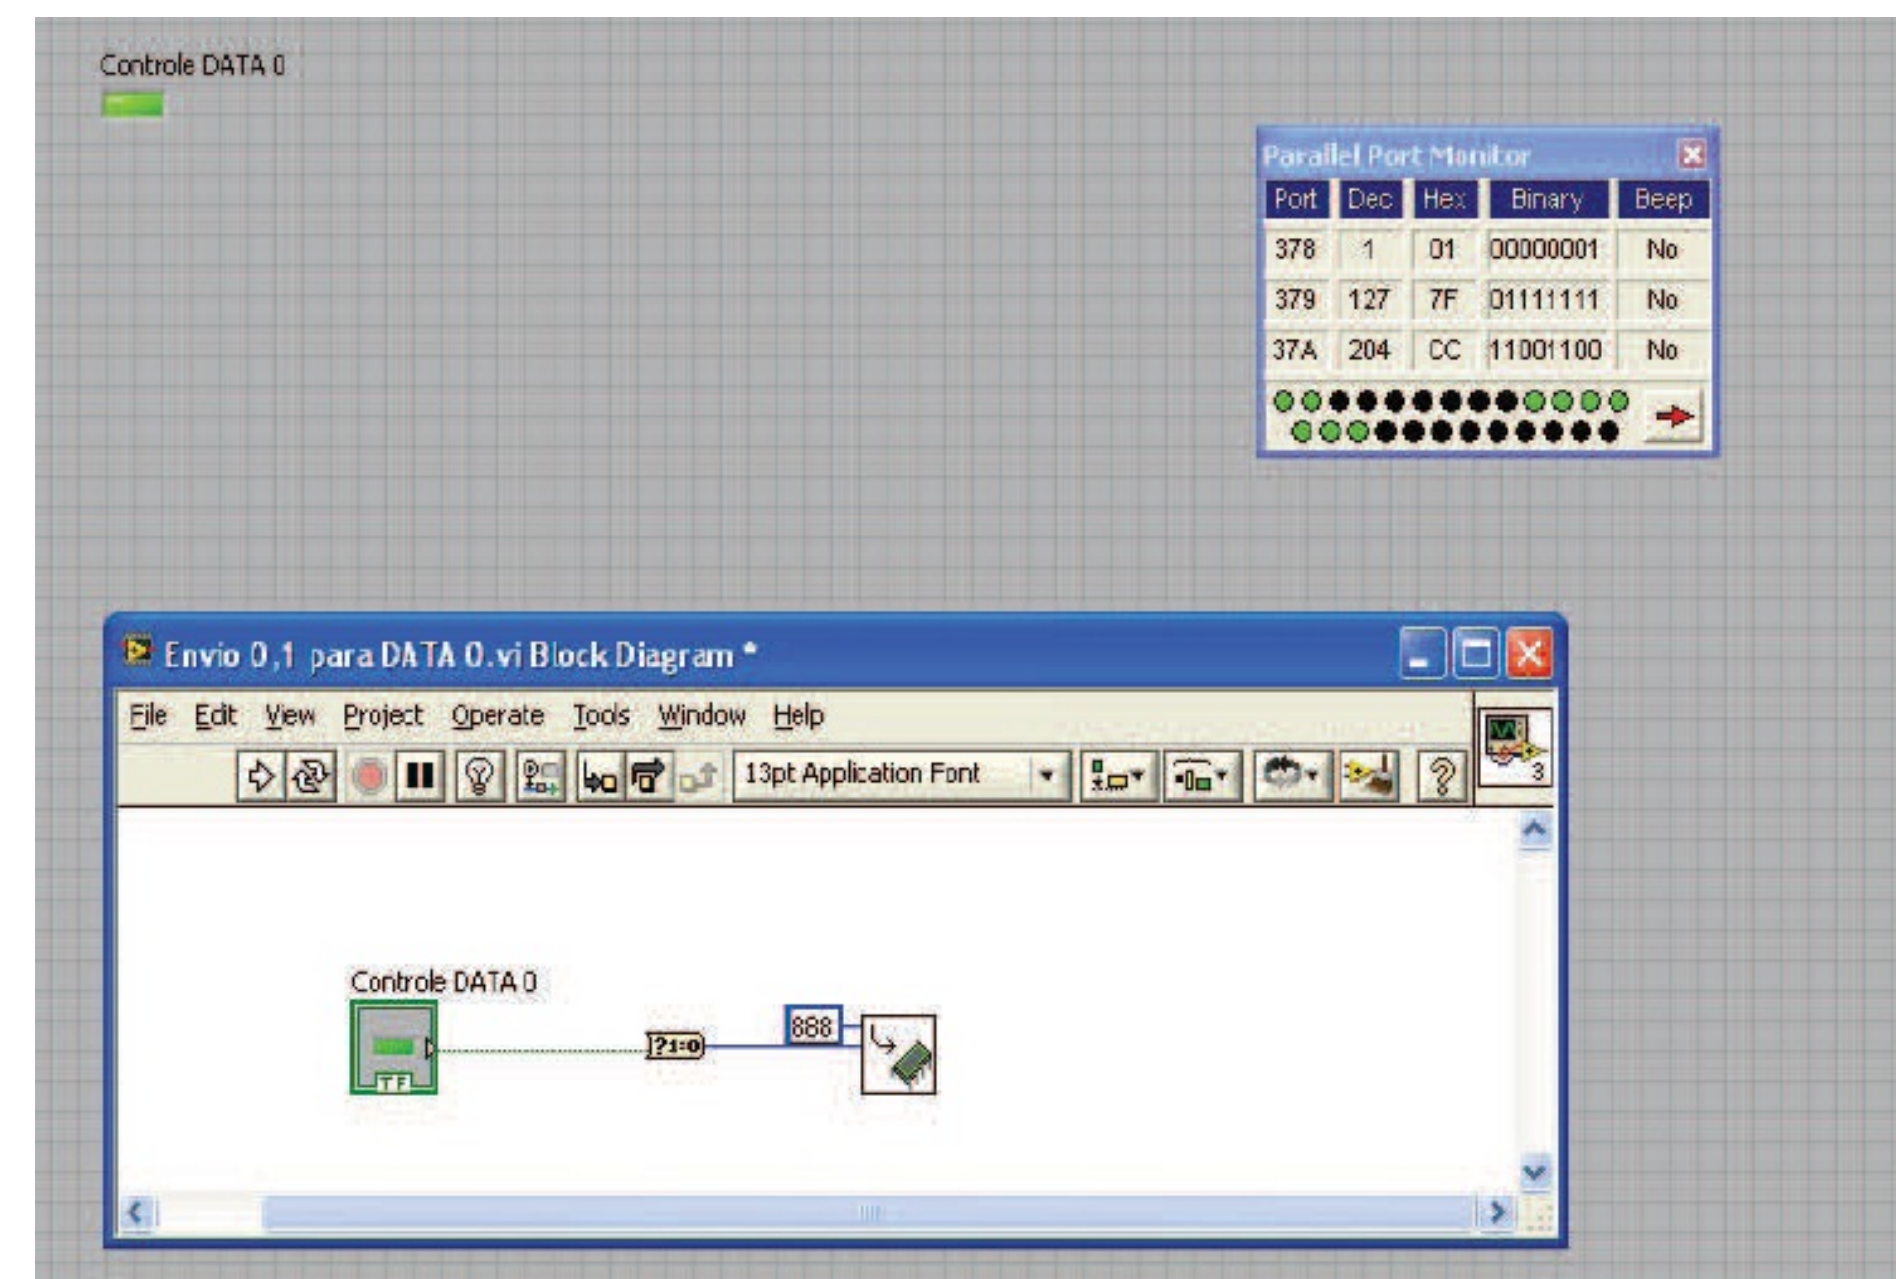 Controle DATA 0
Parallel Port Monitor
Port Dec Hex Binary Beep
378 1 01 00000001 No
379 127 7F 01111111 No
37A 204 CC 11001100 No
Envio 0,1 para DATA 0.vi Block Diagram *
File Edit View Project Operate Tools Window Help
13pt Application Font
3
Controle DATA 0
TF
?1:0
888